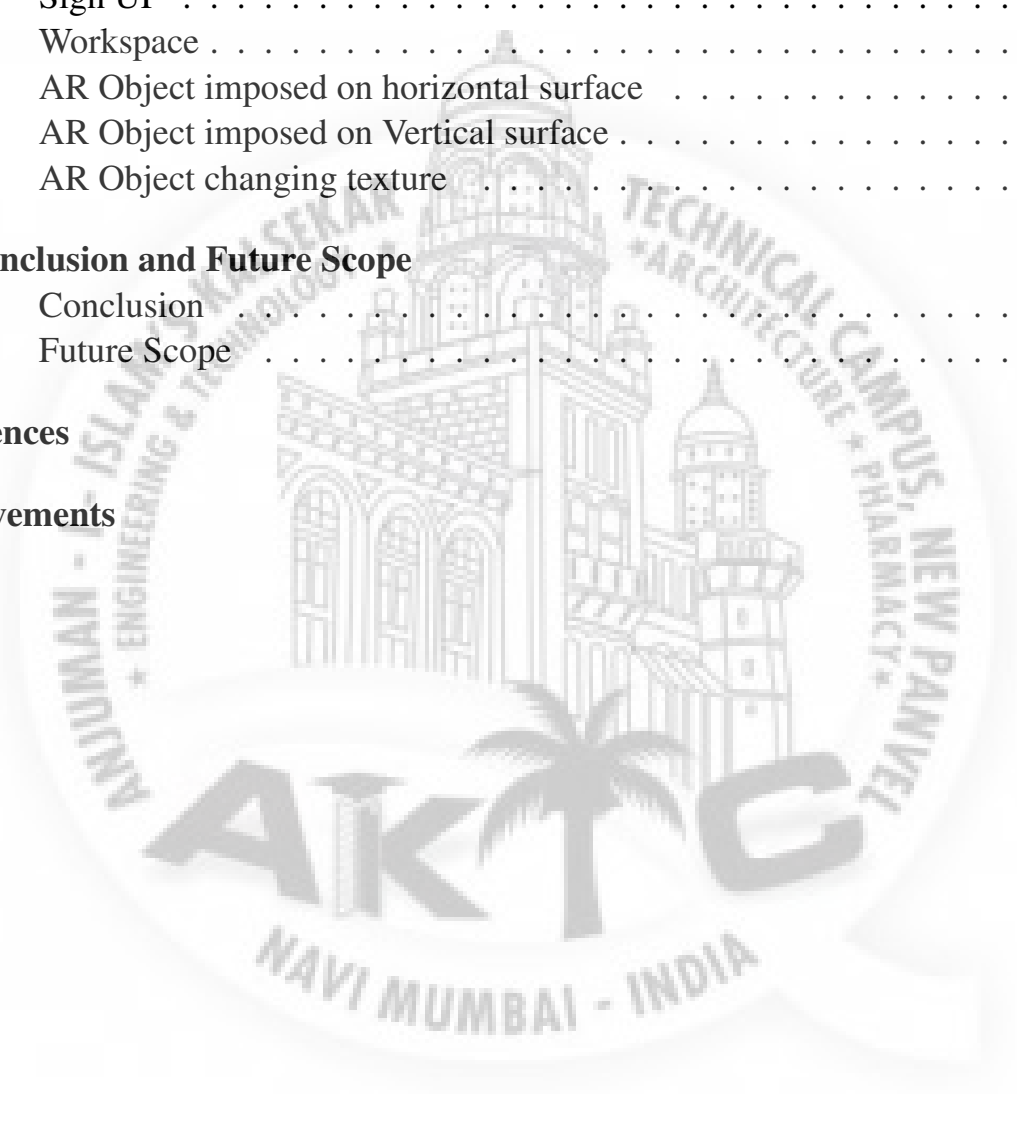 Sign UP . . . . . . . . . . . . . . . . . . . . . . . . . . . . . . .
Workspace . . . . . . . . . . . . . . . . . . . . . . . . . . . . . .
AR Object imposed on horizontal surface . . . . . . . . . . . . .
AR Object imposed on Vertical surface . . . . . . . . . . . . . . .
AR Object changing texture . . . . . . . . . . . . . . . . . . . .
nclusion and Future Scope
Conclusion . . . . . . . . . . . . . . . . . . . . . . . . . . . . .
Future Scope . . . . . . . . . . . . . . . . . . . . . . . . . . . .
ences
vements
ANJUMAN - I - ISLAM'S KALSEKAR TECHNICAL CAMPUS, NEW PANVEL
* ENGINEERING & TECHNOLOGY *ARCHITECTURE * PHARMACY*
AKTC
NAVI MUMBAI - INDIA